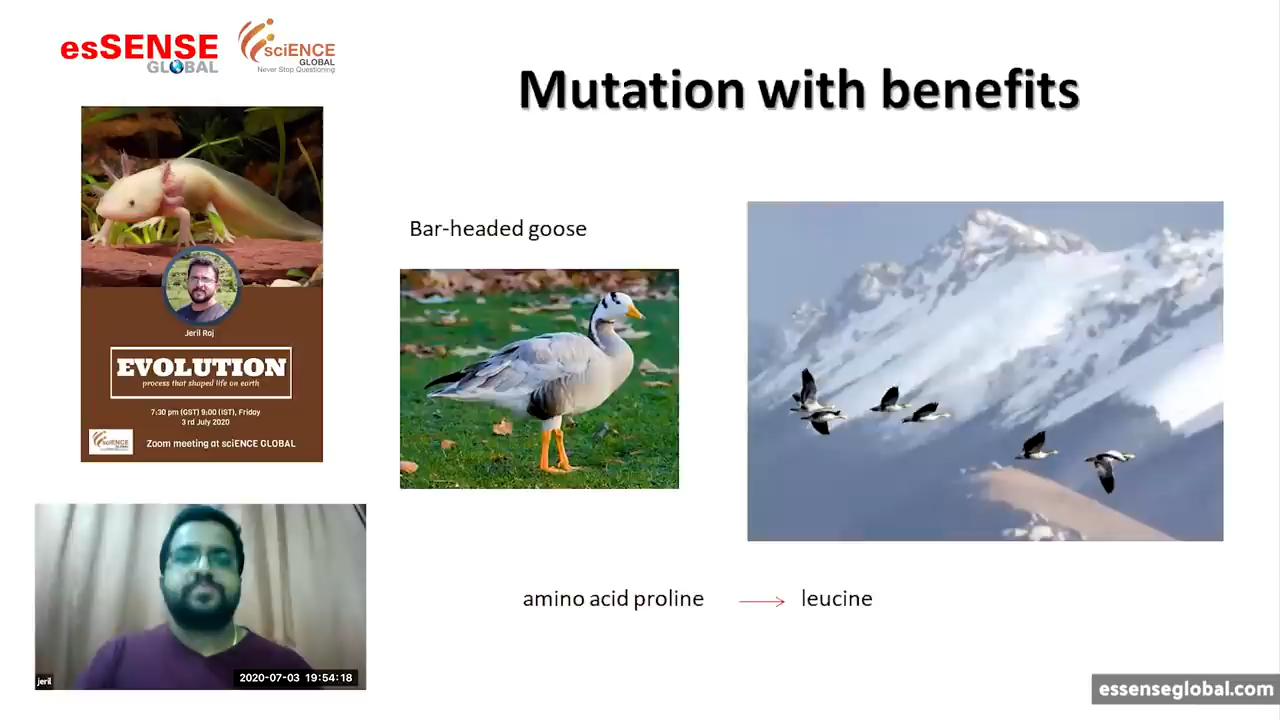 esSENSE
GLOBAL
sciENCE
GLOBAL
Never Stop Questioning
Mutation with benefits
Bar-headed goose
Jeril Raj
EVOLUTION
process that shaped life on earth
7:30 pm (GST) 9:00 (IST), Friday
3 rd July 2020
sciENCE
Zoom meeting at sciENCE GLOBAL
amino acid proline
leucine
jeril
2020-07-03 19:54:18
essenseglobal.com